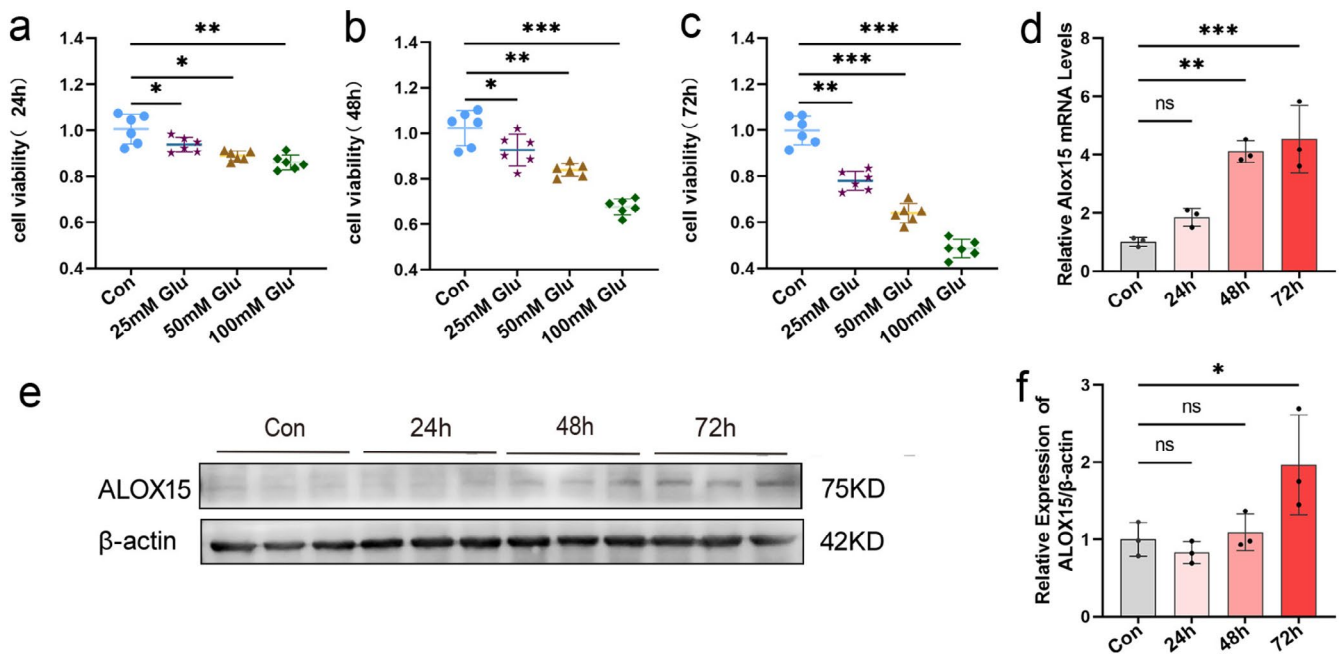 a
cell viability( 24h)
1.4
1.2
1.0
0.8
0.6
0.4
**
*
*
Con
25mM Glu
50mM Glu
100mM Glu
b
cell viability(48h)
1.4
1.2
1.0
0.8
0.6
0.4
***
**
*
Con
25mM Glu
50mM Glu
100mM Glu
c
cell viability(72h)
1.4
1.2
1.0
0.8
0.6
0.4
***
***
**
Con
25mM Glu
50mM Glu
100mM Glu
d
Relative Alox15 mRNA Levels
8
6
4
2
0
***
**
ns
Con
24h
48h
72h
e
Con 24h 48h 72h
ALOX15 75KD
β-actin 42KD
f
Relative Expression of
ALOX15/β-actin
3
2
1
0
*
ns
ns
Con
24h
48h
72h